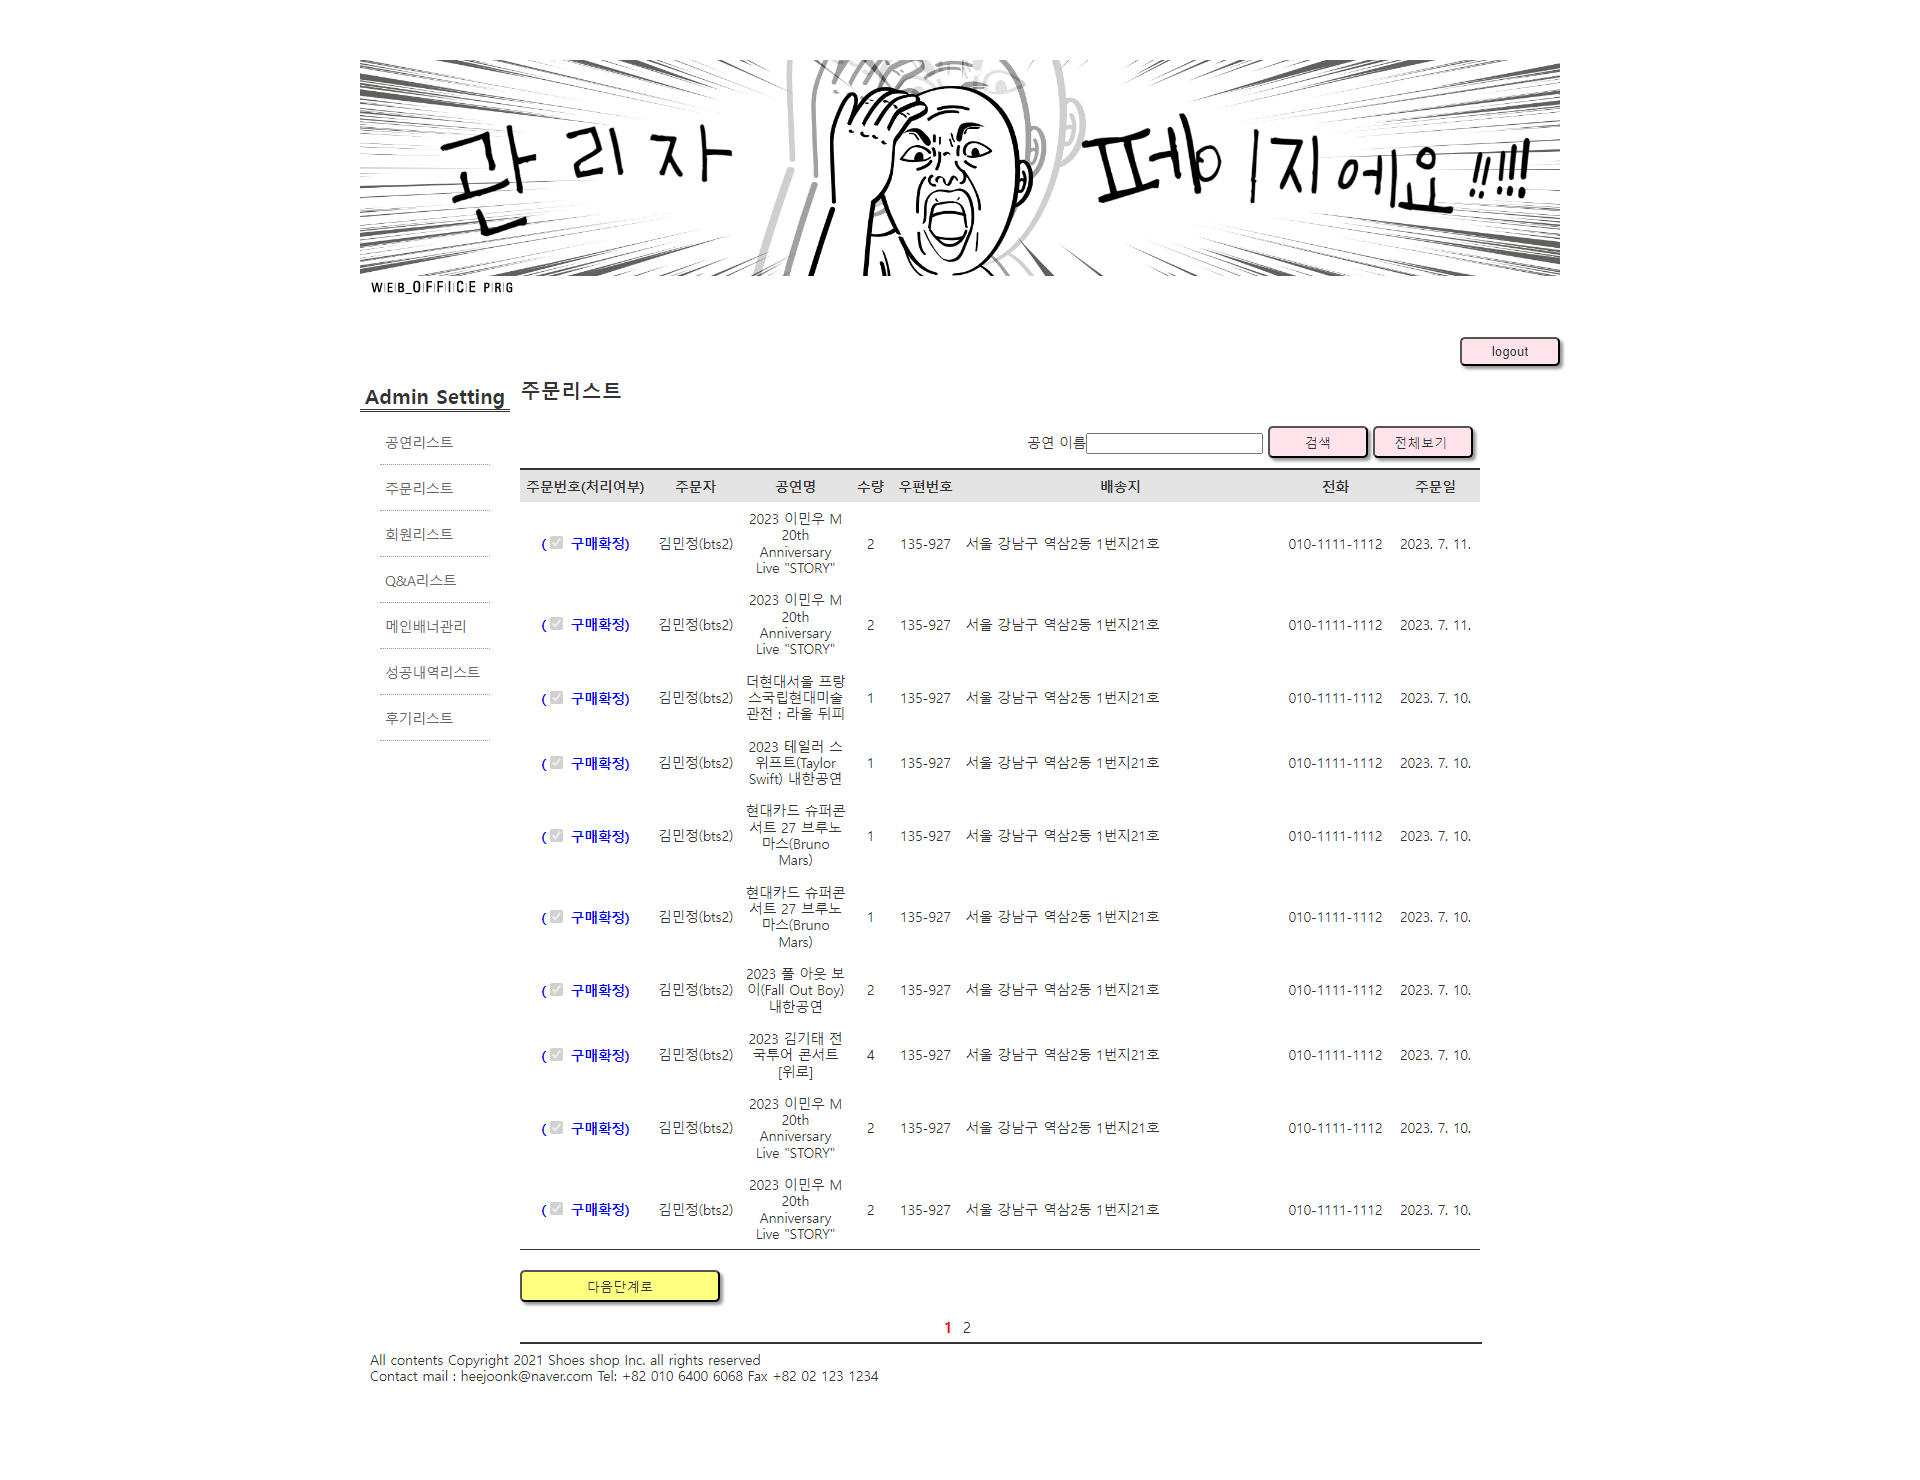 관리자 페이지에요!!!!!!
WEB_OFFICE PRG
logout
Admin Setting
공연리스트
주문리스트
회원리스트
Q&A리스트
메인배너관리
성공내역리스트
후기리스트
주문리스트
공연 이름 검색 전체보기
주문번호(처리여부) 주문자 공연명 수량 우편번호 배송지 전화 주문일
2023 이민우 M
20th
Anniversary
Live "STORY"
( 구매확정) 김민정(bts2) 2 135-927 서울 강남구 역삼2동 1번지21호 010-1111-1112 2023. 7. 11.
2023 이민우 M
20th
Anniversary
Live "STORY"
( 구매확정) 김민정(bts2) 2 135-927 서울 강남구 역삼2동 1번지21호 010-1111-1112 2023. 7. 11.
더현대서울 프랑
스국립현대미술
관전 : 라울 뒤피
( 구매확정) 김민정(bts2) 1 135-927 서울 강남구 역삼2동 1번지21호 010-1111-1112 2023. 7. 10.
2023 테일러 스
위프트(Taylor
Swift) 내한공연
( 구매확정) 김민정(bts2) 1 135-927 서울 강남구 역삼2동 1번지21호 010-1111-1112 2023. 7. 10.
현대카드 슈퍼콘
서트 27 브루노
마스(Bruno
Mars)
( 구매확정) 김민정(bts2) 1 135-927 서울 강남구 역삼2동 1번지21호 010-1111-1112 2023. 7. 10.
현대카드 슈퍼콘
서트 27 브루노
마스(Bruno
Mars)
( 구매확정) 김민정(bts2) 1 135-927 서울 강남구 역삼2동 1번지21호 010-1111-1112 2023. 7. 10.
2023 폴 아웃 보
이(Fall Out Boy)
내한공연
( 구매확정) 김민정(bts2) 2 135-927 서울 강남구 역삼2동 1번지21호 010-1111-1112 2023. 7. 10.
2023 김기태 전
국투어 콘서트
[위로]
( 구매확정) 김민정(bts2) 4 135-927 서울 강남구 역삼2동 1번지21호 010-1111-1112 2023. 7. 10.
2023 이민우 M
20th
Anniversary
Live "STORY"
( 구매확정) 김민정(bts2) 2 135-927 서울 강남구 역삼2동 1번지21호 010-1111-1112 2023. 7. 10.
2023 이민우 M
20th
Anniversary
Live "STORY"
( 구매확정) 김민정(bts2) 2 135-927 서울 강남구 역삼2동 1번지21호 010-1111-1112 2023. 7. 10.
다음단계로
1 2
All contents Copyright 2021 Shoes shop Inc. all rights reserved
Contact mail : heejoonk@naver.com Tel: +82 010 6400 6068 Fax +82 02 123 1234